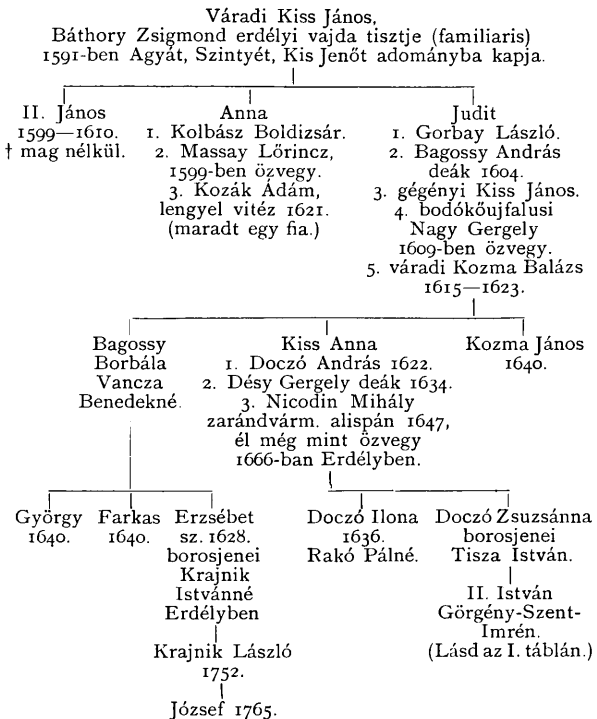 Váradi Kiss János,
Báthory Zsigmond erdélyi vajda tisztje (familiaris)
1591-ben Agyát, Szintyét, Kis Jenőt adományba kapja.
II. János
1599—1610.
† mag nélkül.
Anna
1. Kolbász Boldizsár.
2. Massay Lőrincz,
1599-ben özvegy.
3. Kozák Ádám,
lengyel vitéz 1621.
(maradt egy fia.)
Judit
1. Gorbay László.
2. Bagossy András
deák 1604.
3. gégényi Kiss János.
4. bodókőujfalusi
Nagy Gergely
1609-ben özvegy.
5. váradi Kozma Balázs
1615—1623.
Bagossy
Borbála
Vancza
Benedekné.
Kiss Anna
1. Doczó András 1622.
2. Désy Gergely deák 1634.
3. Nicodin Mihály
zarándvárm. alispán 1647,
él még mint özvegy
1666-ban Erdélyben.
Kozma János
1640.
György
1640.
Farkas
1640.
Erzsébet
sz. 1628.
borosjenei
Krajnik
Istvánné
Erdélyben
Krajnik László
1752.
József 1765.
Doczó Ilona
1636.
Rakó Pálné.
Doczó Zsuzsánna
borosjenei
Tisza István.
II. István
Görgény-Szent-
Imrén.
(Lásd az I. táblán.)